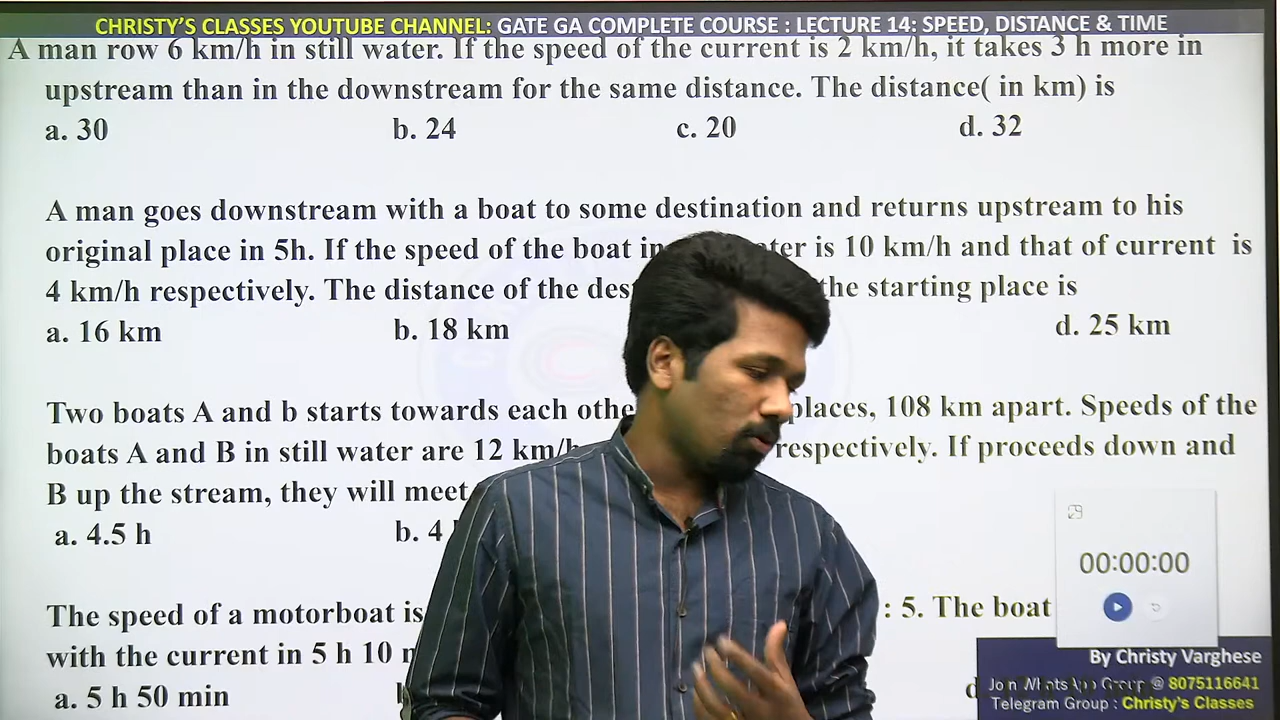 CHRISTY'S CLASSES YOUTUBE CHANNEL: GATE GA COMPLETE COURSE : LECTURE 14: SPEED, DISTANCE & TIME
A man row 6 km/h in still water. If the speed of the current is 2 km/h, it takes 3 h more in
upstream than in the downstream for the same distance. The distance( in km) is
a. 30 b. 24 c. 20 d. 32
A man goes downstream with a boat to some destination and returns upstream to his
original place in 5h. If the speed of the boat in is 10 km/h and that of current is
4 km/h respectively. The distance of the the starting place is
a. 16 km b. 18 km d. 25 km
Two boats A and b starts towards each places, 108 km apart. Speeds of the
boats A and B in still water are 12 km/h respectively. If proceeds down and
B up the stream, they will meet
a. 4.5 h b. 4
The speed of a motorboat is : 5. The boat
with the current in 5 h 10
a. 5 h 50 min
00:00:00
By Christy Varghese
Join WhatsApp Group @ 8075116641
Telegram Group : Christy's Classes